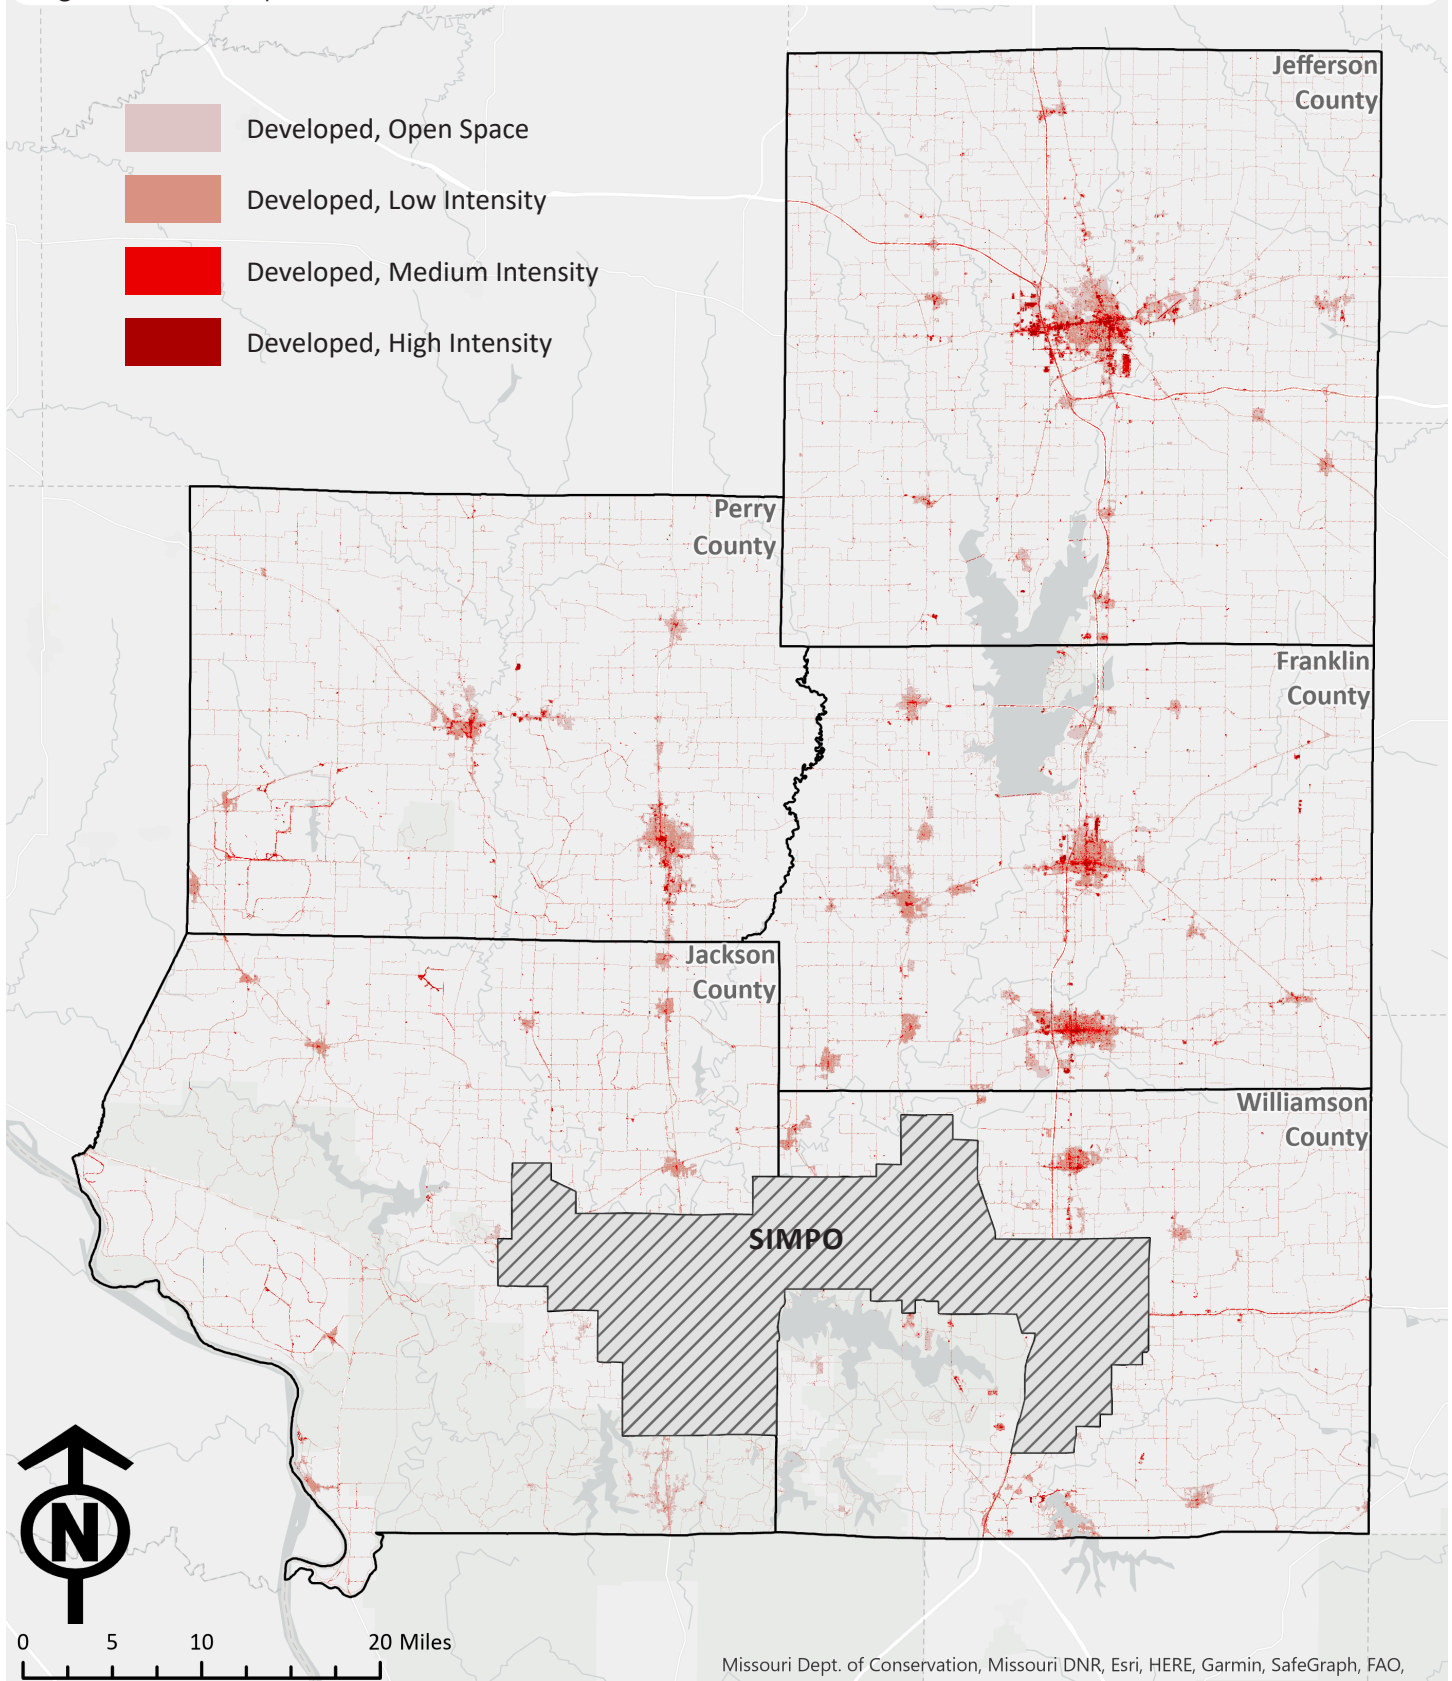 Jefferson
County
Developed, Open Space
Developed, Low Intensity
Developed, Medium Intensity
Developed, High Intensity
Perry
County
Franklin
County
Jackson
County
Williamson
County
SIMPO
N
0 5 10 20 Miles
Missouri Dept. of Conservation, Missouri DNR, Esri, HERE, Garmin, SafeGraph, FAO,